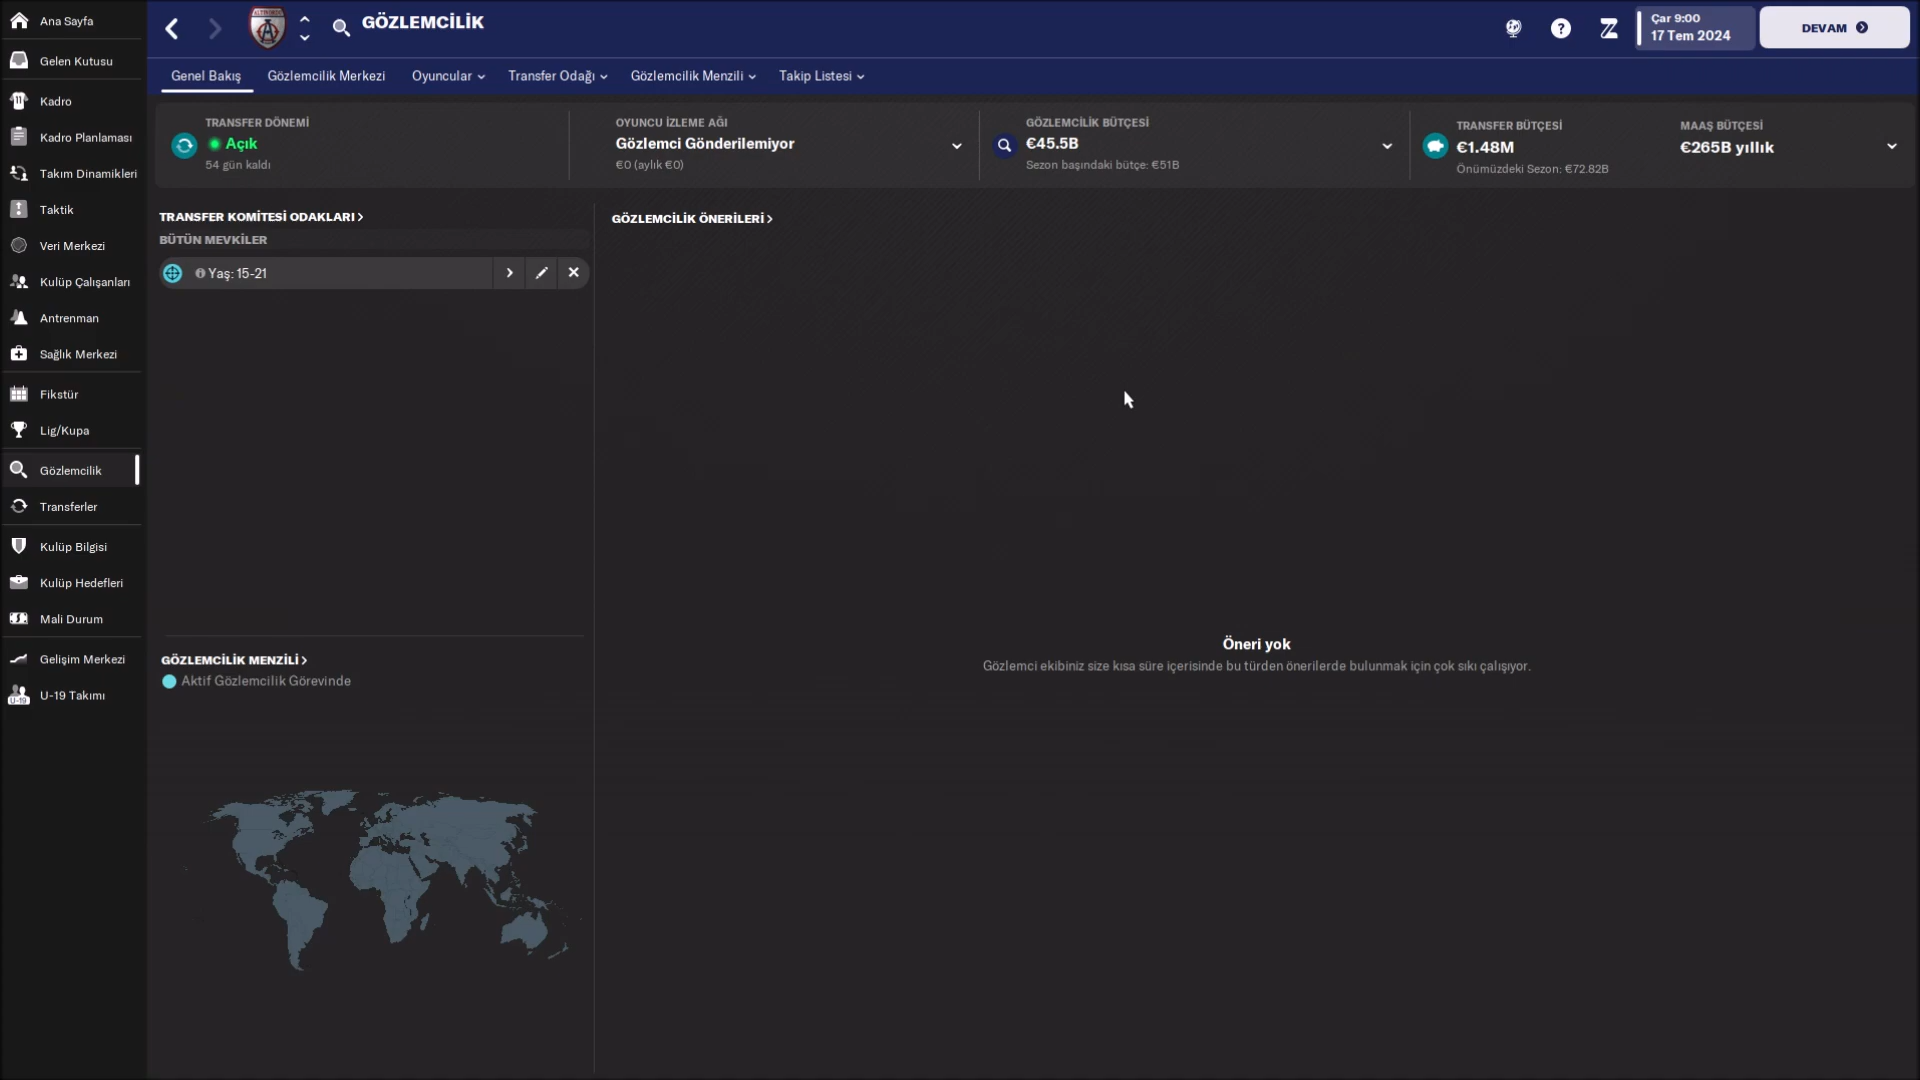 Ana Sayfa
Gelen Kutusu
Kadro
Kadro Planlaması
Takım Dinamikleri
Taktik
Veri Merkezi
Kulüp Çalışanları
Antrenman
Sağlık Merkezi
Fikstür
Lig/Kupa
Gözlemcilik
Transferler
Kulüp Bilgisi
Kulüp Hedefleri
Mali Durum
Gelişim Merkezi
U-19 Takımı
GÖZLEMCİLİK
Çar 9:00
17 Tem 2024
DEVAM
Genel Bakış Gözlemcilik Merkezi Oyuncular Transfer Odağı Gözlemcilik Menzili Takip Listesi
TRANSFER DÖNEMİ
Açık
54 gün kaldı
OYUNCU İZLEME AĞI
Gözlemci Gönderilemiyor
€0 (aylık €0)
GÖZLEMCİLİK BÜTÇESİ
€45.5B
Sezon başındaki bütçe: €51B
TRANSFER BÜTÇESİ
€1.48M
Önümüzdeki Sezon: €72.82B
MAAŞ BÜTÇESİ
€265B yıllık
TRANSFER KOMİTESİ ODAKLARI
BÜTÜN MEVKİLER
Yaş: 15-21
GÖZLEMCİLİK MENZİLİ
Aktif Gözlemcilik Görevinde
GÖZLEMCİLİK ÖNERİLERİ
Öneri yok
Gözlemci ekibiniz size kısa süre içerisinde bu türden önerilerde bulunmak için çok sıkı çalışıyor.